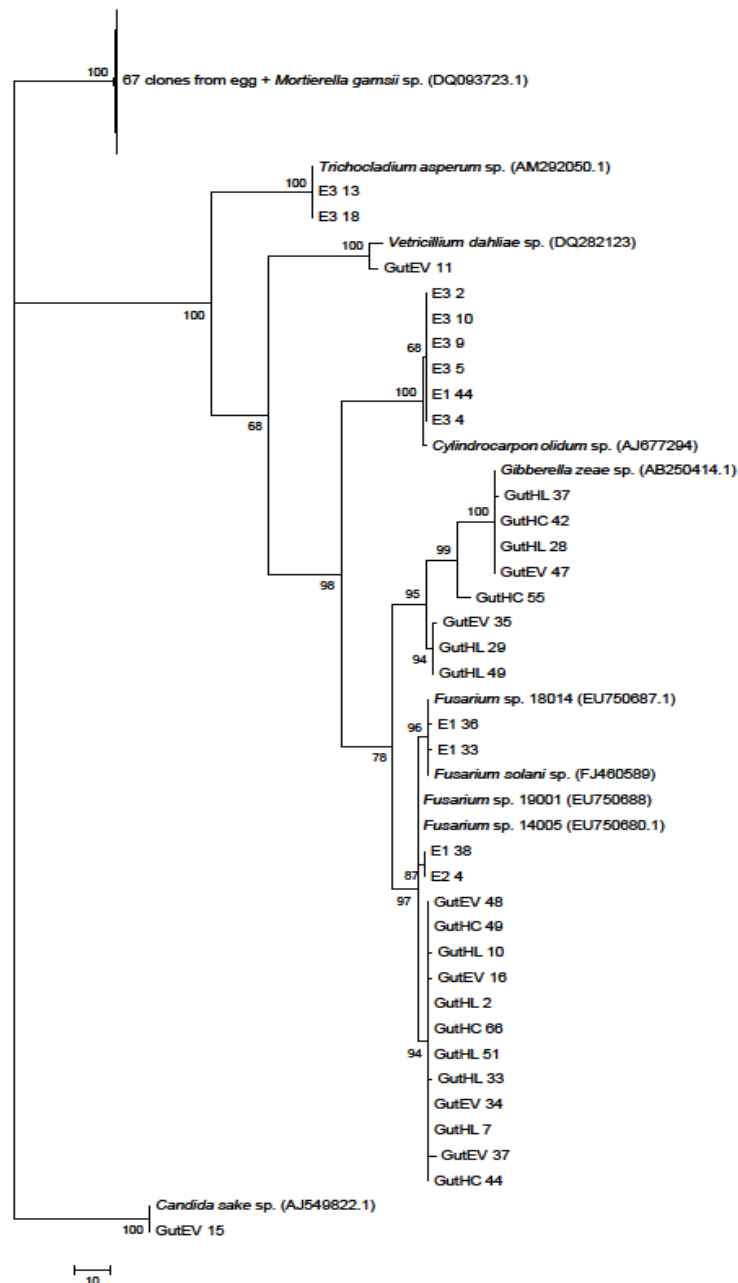 100 67 clones from egg + Mortierella gamsii sp. (DQ093723.1)
Trichocladium asperum sp. (AM292050.1)
100
E3 13
E3 18
100 Vetricillium dahliae sp. (DQ282123)
GutEV 11
E3 2
100
E3 10
68 E3 9
E3 5
100 E1 44
E3 4
68
Cylindrocarpon olidum sp. (AJ677294)
Gibberella zeae sp. (AB250414.1)
GutHL 37
100 GutHC 42
GutHL 28
99
GutEV 47
98
95 GutHC 55
GutEV 35
GutHL 29
94
GutHL 49
Fusarium sp. 18014 (EU750687.1)
96 E1 36
E1 33
78
Fusarium solani sp. (FJ460589)
Fusarium sp. 19001 (EU750688)
Fusarium sp. 14005 (EU750680.1)
E1 38
87 E2 4
97
GutEV 48
GutHC 49
GutHL 10
GutEV 16
GutHL 2
GutHC 66
94 GutHL 51
GutHL 33
GutEV 34
GutHL 7
GutEV 37
GutHC 44
Candida sake sp. (AJ549822.1)
100 GutEV 15
10